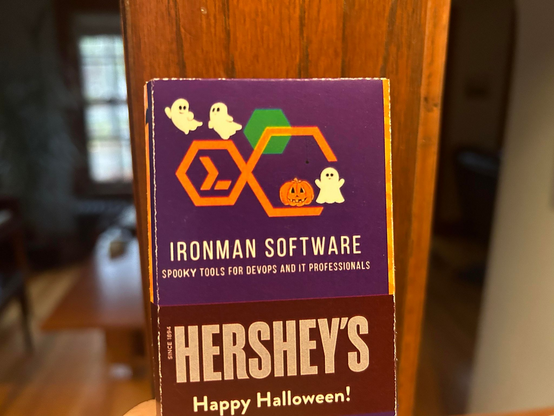 IRONMAN SOFTWARE
SPOOKY TOOLS FOR DEVOPS AND IT PROFESSIONALS
SINCE 1894
HERSHEY'S
Happy Halloween!